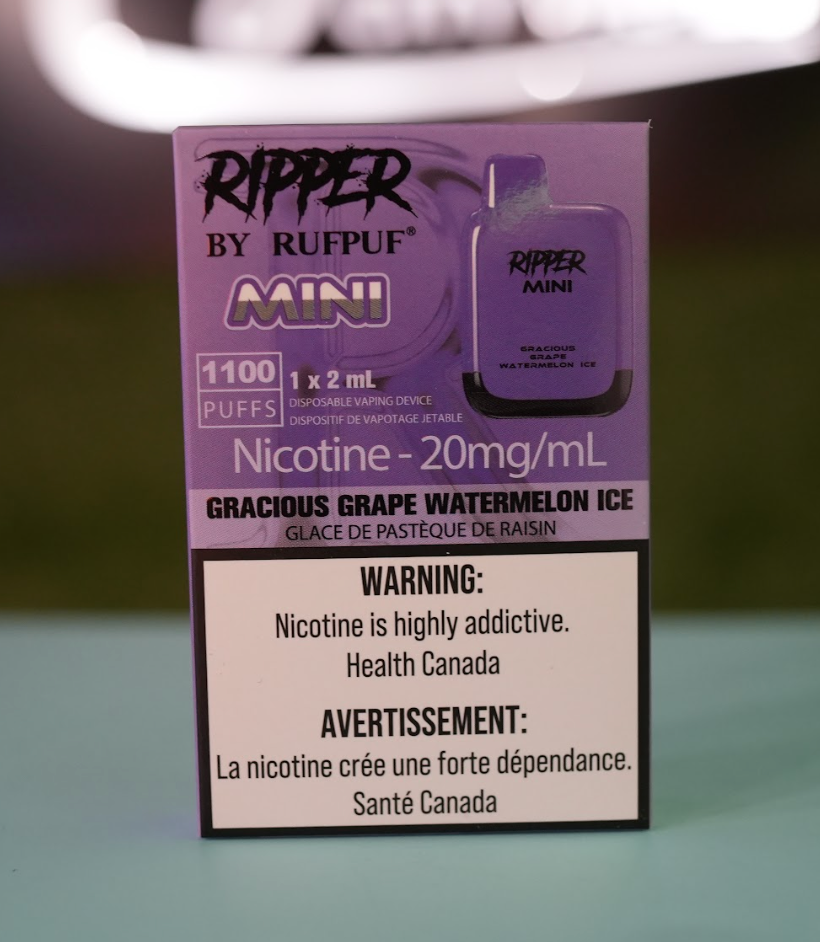 RIPPER
BY RUFPUF®
MINI
1100
PUFFS
1 x 2 mL
DISPOSABLE VAPING DEVICE
DISPOSITIF DE VAPOTAGE JETABLE
RIPPER
MINI
GRACIOUS
GRAPE
WATERMELON ICE
Nicotine - 20mg/mL
GRACIOUS GRAPE WATERMELON ICE
GLACE DE PASTÈQUE DE RAISIN
WARNING:
Nicotine is highly addictive.
Health Canada
AVERTISSEMENT:
La nicotine crée une forte dépendance.
Santé Canada